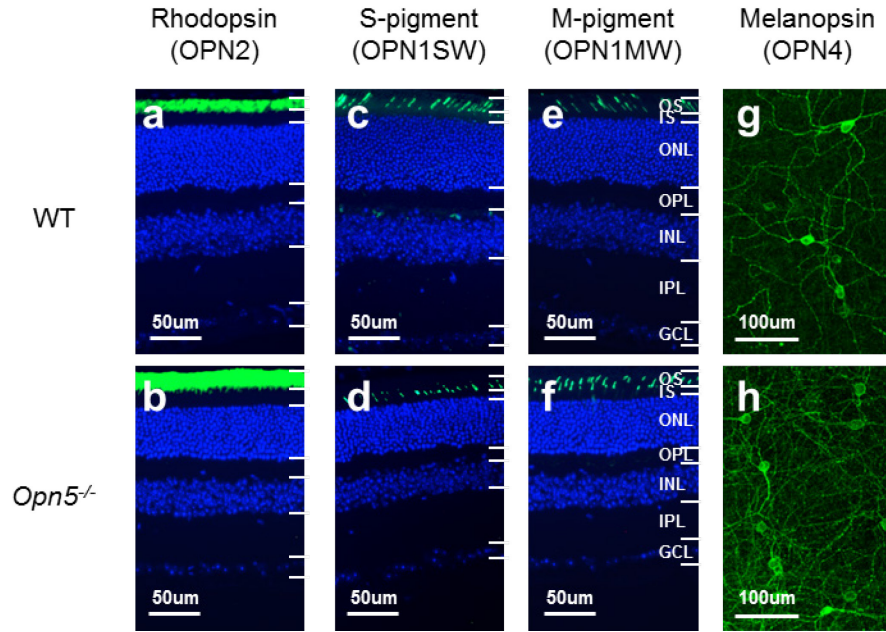 Rhodopsin
(OPN2)
S-pigment
(OPN1SW)
M-pigment
(OPN1MW)
Melanopsin
(OPN4)
WT
a
50um
c
50um
e
OS
IS
ONL
OPL
INL
IPL
GCL
50um
g
100um
Opn5-/-
b
50um
d
50um
f
OS
IS
ONL
OPL
INL
IPL
GCL
50um
h
100um